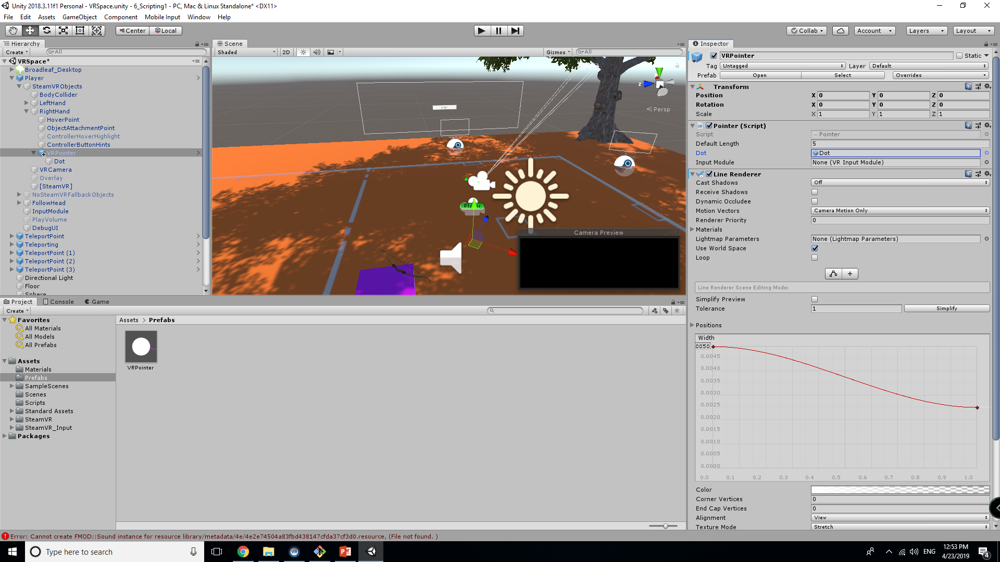 Unity 2018.3.11f1 Personal - VRSpace.unity - 6_Scripting1 - PC, Mac & Linux Standalone* <DX11>
File Edit Assets GameObject Component Mobile Input Window Help
Center Local Collab Account Layers Layout
Hierarchy
Create All
VRSpace*
Broadleaf_Desktop
Player
SteamVRObjects
BodyCollider
LeftHand
RightHand
HoverPoint
ObjectAttachmentPoint
ControllerHoverHighlight
ControllerButtonHints
VRPointer
Dot
VRCamera
Overlay
[SteamVR]
NoSteamVRFallbackObjects
FollowHead
InputModule
PlayVolume
DebugUI
TeleportPoint
Teleporting
TeleportPoint (1)
TeleportPoint (2)
TeleportPoint (3)
Directional Light
Floor
Sphere
Scene
Shaded 2D Gizmos All
z
Persp
Player
Camera Preview
Inspector
VRPointer Static
Tag Untagged Layer Default
Prefab Open Select Overrides
Transform
Position X 0 Y 0 Z 0
Rotation X 0 Y 0 Z 0
Scale X 1 Y 1 Z 1
Pointer (Script)
Script Pointer
Default Length 5
Dot Dot
Input Module None (VR Input Module)
Line Renderer
Cast Shadows Off
Receive Shadows
Dynamic Occludee
Motion Vectors Camera Motion Only
Renderer Priority 0
Materials
Lightmap Parameters None (Lightmap Parameters)
Use World Space
Loop
Line Renderer Scene Editing Mode:
Simplify Preview
Tolerance 1 Simplify
Positions
Width
0050
0.0045
0.0040
0.0035
0.0030
0.0025
0.0020
0.0015
0.0010
0.0005
0.0000
0.0 0.1 0.2 0.3 0.4 0.5 0.6 0.7 0.8 0.9 1.0
Color
Corner Vertices 0
End Cap Vertices 0
Alignment View
Texture Mode Stretch
Project Console Game
Create
Favorites
All Materials
All Models
All Prefabs
Assets
Materials
Prefabs
SampleScenes
Scenes
Scripts
Standard Assets
SteamVR
SteamVR_Input
Packages
Assets > Prefabs
VRPointer
Error: Cannot create FMOD::Sound instance for resource library/metadata/4e/4e2e74504a83fbd438147cfda37cf3d0.resource, (File not found. )
Type here to search
ENG
12:53 PM
4/23/2019
4